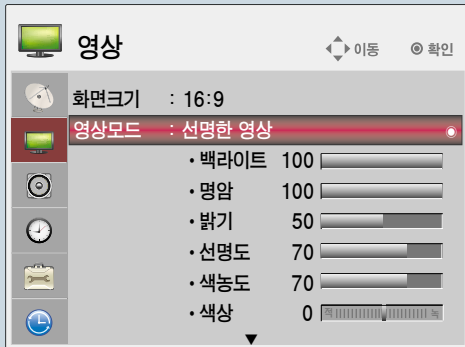 영상 이동 확인
화면크기 : 16:9
영상모드 : 선명한 영상
• 백라이트 100
• 명암 100
• 밝기 50
• 선명도 70
• 색농도 70
• 색상 0 적 녹